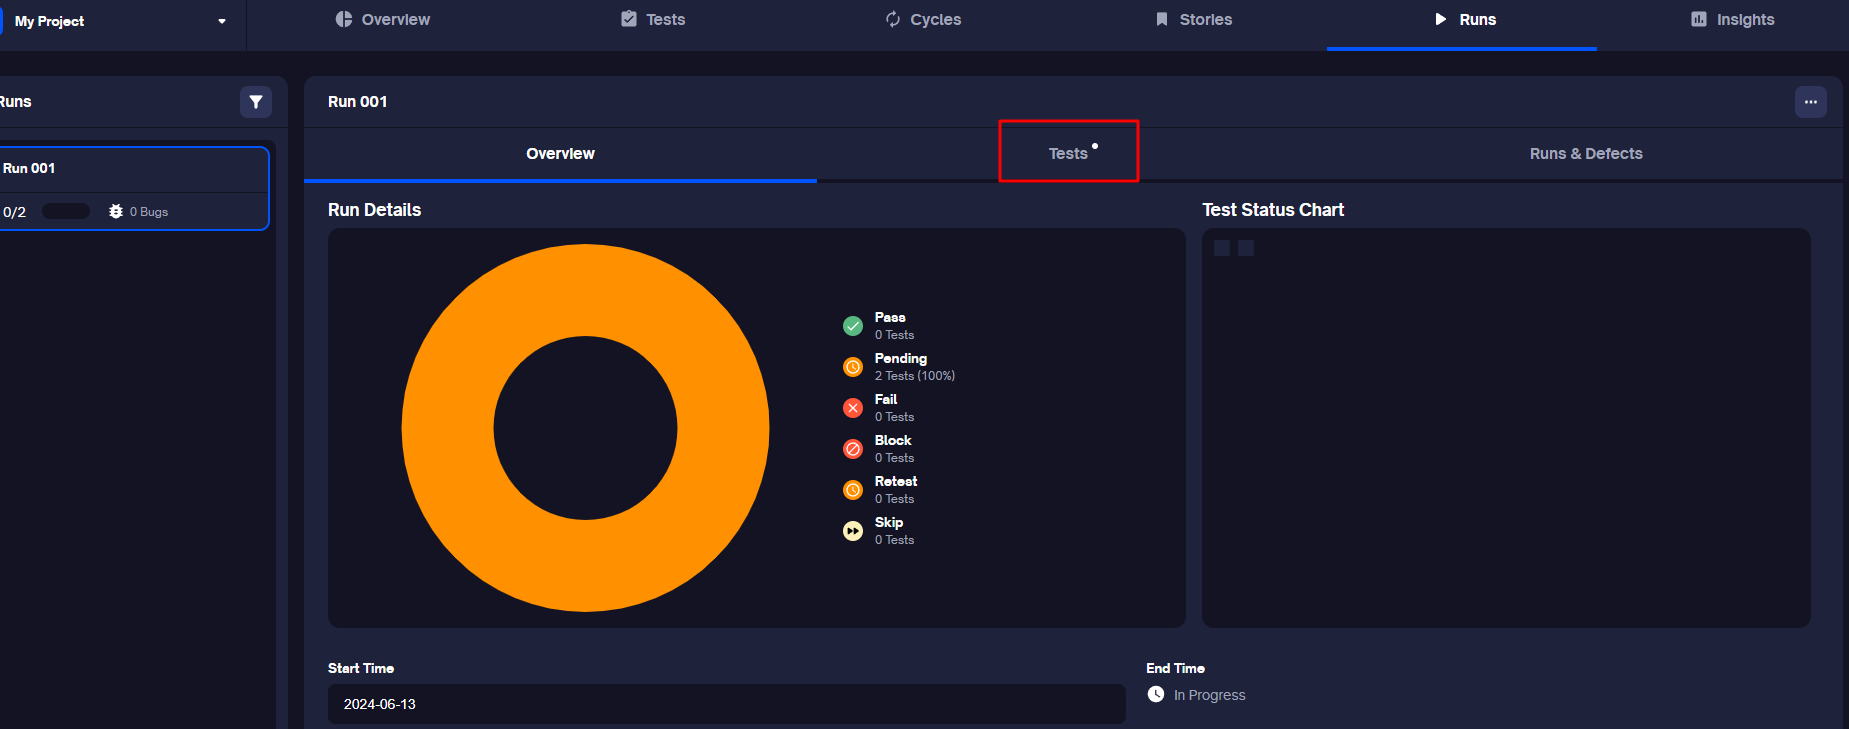 My Project
Overview
Tests
Cycles
Stories
Runs
Insights
Runs
Run 001
0/2
0 Bugs
Run 001
Overview
Tests
Runs & Defects
Run Details
Pass
0 Tests
Pending
2 Tests (100%)
Fail
0 Tests
Block
0 Tests
Retest
0 Tests
Skip
0 Tests
Test Status Chart
Start Time
2024-06-13
End Time
In Progress